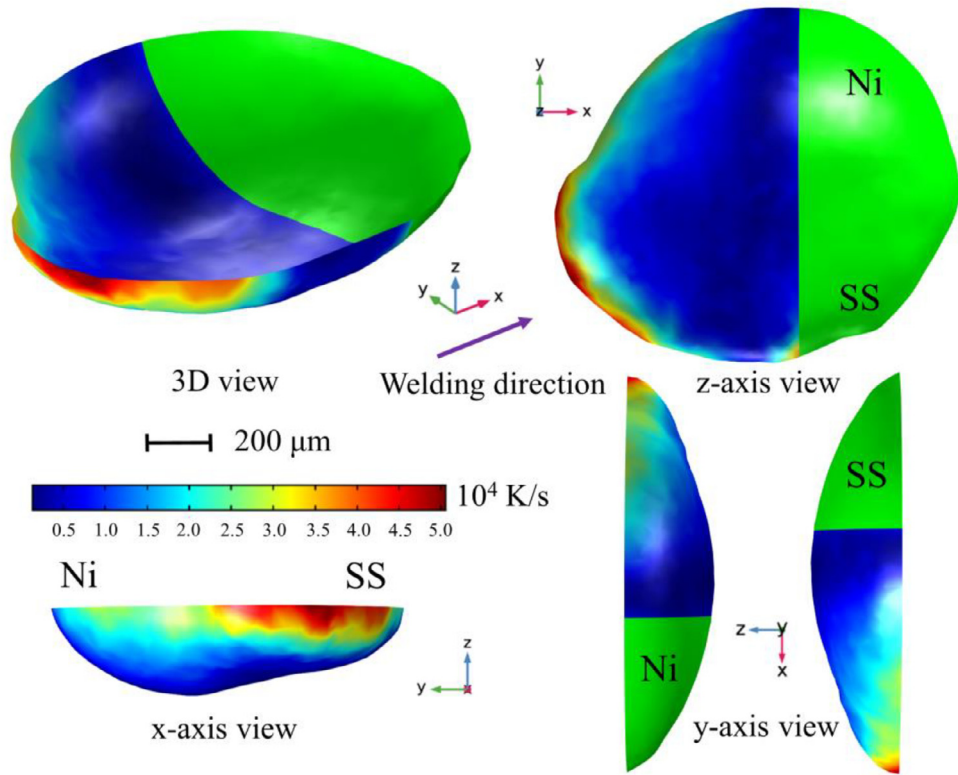 y
z
x
Ni
SS
z
y
x
3D view
Welding direction
z-axis view
200 μm
10⁴ K/s
0.5 1.0 1.5 2.0 2.5 3.0 3.5 4.0 4.5 5.0
Ni SS
z
y
x
x-axis view
SS
Ni
z
y
x
y-axis view